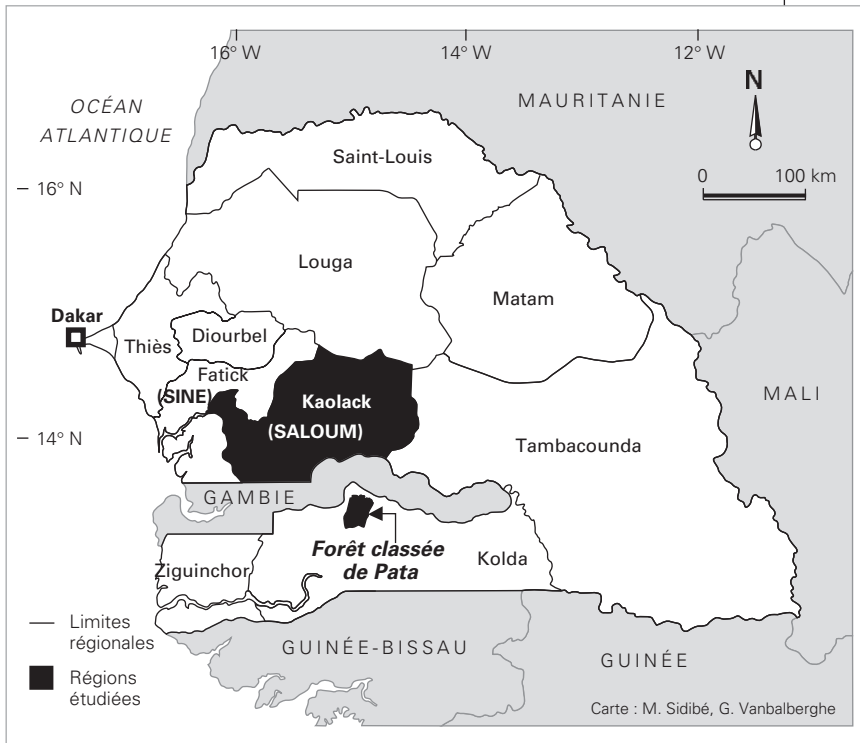 16° W
14° W
12° W
OCÉAN
ATLANTIQUE
MAURITANIE
N
Saint-Louis
0 100 km
16° N
Louga
Matam
Dakar
Thiès
Diourbel
Fatick
(SINE)
Kaolack
(SALOUM)
MALI
14° N
Tambacounda
GAMBIE
Forêt classée
de Pata
Kolda
Ziguinchor
Limites
régionales
GUINÉE-BISSAU
GUINÉE
Régions
étudiées
Carte : M. Sidibé, G. Vanbalberghe